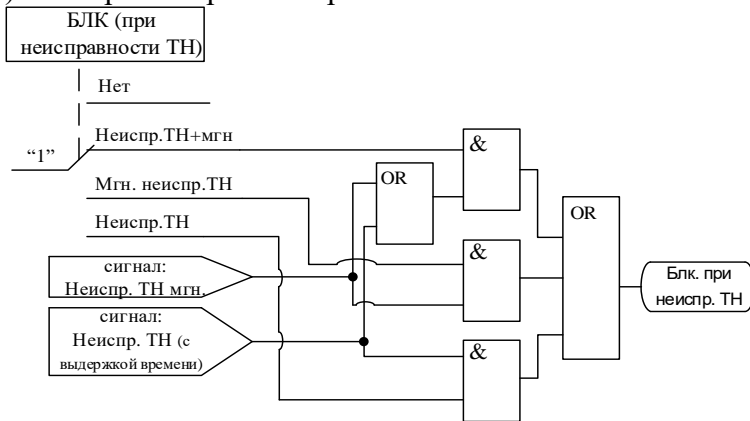 БЛК (при
неисправности ТН)
Нет
Неиспр.ТН+мгн
“1”
Мгн. неиспр.ТН
Неиспр.ТН
сигнал:
Неиспр. ТН мгн.
сигнал:
Неиспр. ТН (с
выдержкой времени)
OR
&
&
&
OR
Блк. при
неиспр. ТН